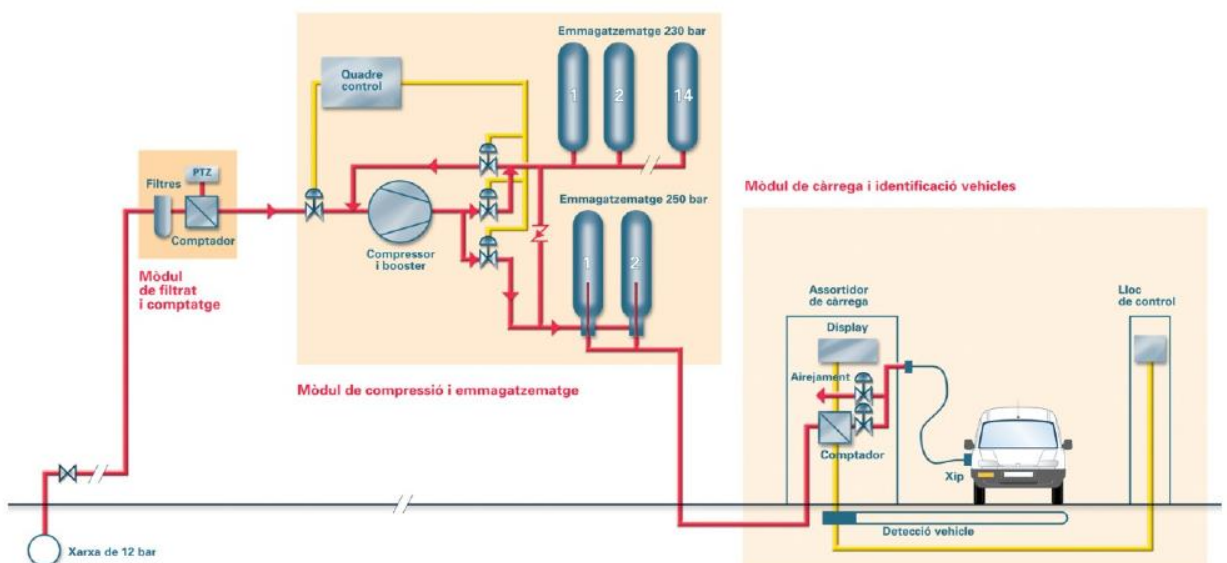 Emmagatzematge 230 bar
Quadre
control
1
2
14
PTZ
Filtres
Comptador
Mòdul
de filtrat
i comptatge
Compressor
i booster
Emmagatzematge 250 bar
1
2
Mòdul de compressió i emmagatzematge
Mòdul de càrrega i identificació vehicles
Assortidor
de càrrega
Lloc
de control
Display
Airejament
Comptador
Xip
Detecció vehicle
Xarxa de 12 bar